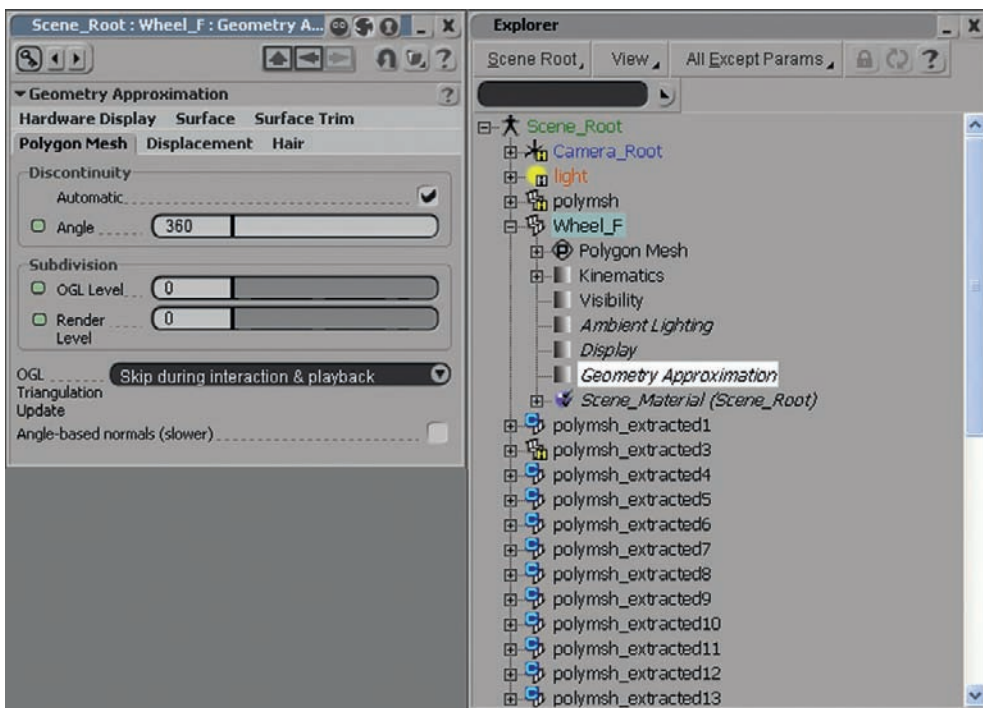 Scene_Root : Wheel_F : Geometry A...
Geometry Approximation
Hardware Display Surface Surface Trim
Polygon Mesh Displacement Hair
Discontinuity
Automatic
Angle 360
Subdivision
OGL Level 0
Render Level 0
OGL Triangulation Update Skip during interaction & playback
Angle-based normals (slower)
Explorer
Scene Root View All Except Params
Scene_Root
Camera_Root
light
polymsh
Wheel_F
Polygon Mesh
Kinematics
Visibility
Ambient Lighting
Display
Geometry Approximation
Scene_Material (Scene_Root)
polymsh_extracted1
polymsh_extracted3
polymsh_extracted4
polymsh_extracted5
polymsh_extracted6
polymsh_extracted7
polymsh_extracted8
polymsh_extracted9
polymsh_extracted10
polymsh_extracted11
polymsh_extracted12
polymsh_extracted13